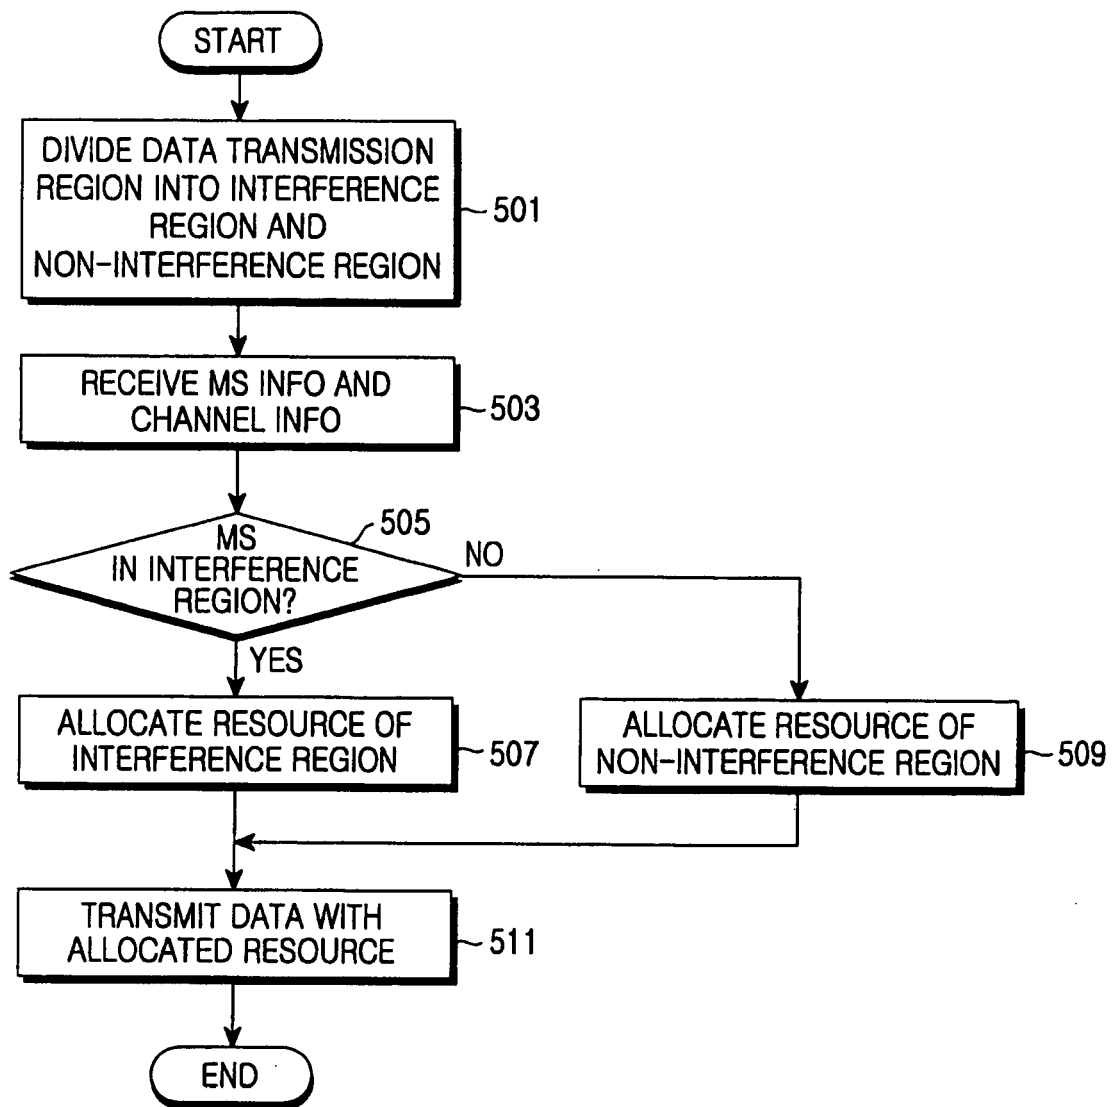 START
DIVIDE DATA TRANSMISSION
REGION INTO INTERFERENCE
REGION AND
NON-INTERFERENCE REGION
501
RECEIVE MS INFO AND
CHANNEL INFO
503
505
MS
IN INTERFERENCE
REGION?
NO
YES
ALLOCATE RESOURCE OF
INTERFERENCE REGION
507
ALLOCATE RESOURCE OF
NON-INTERFERENCE REGION
509
TRANSMIT DATA WITH
ALLOCATED RESOURCE
511
END